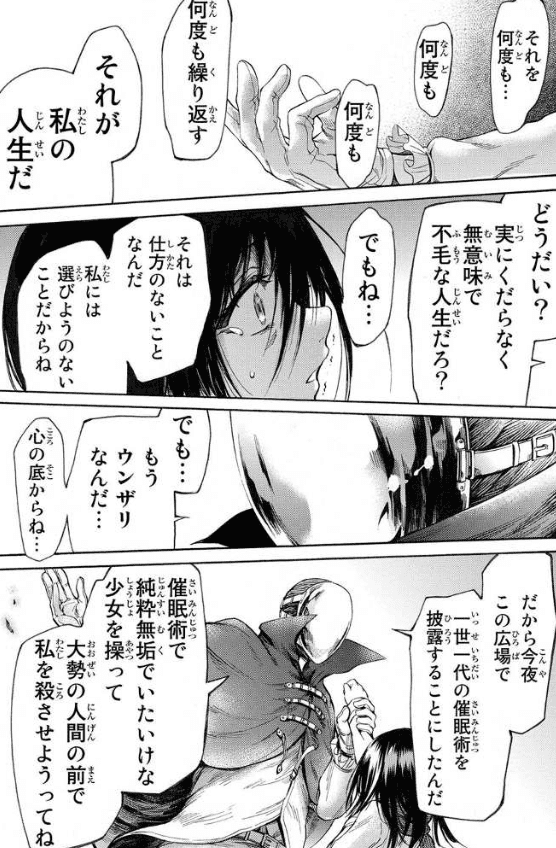 それを
何度も…
何度も
何度も
何度も繰り返す
それが
私の
人生だ
どうだい？
実にくだらなく
無意味で
不毛な人生だろ？
でもね…
それは
仕方のないこと
なんだ
私には
選びようのない
ことだからね
でも…
もう
ウンザリ
なんだ…
心の底からね…
だから今夜
この広場で
一世一代の催眠術を
披露することにしたんだ
催眠術で
純粋無垢でいたいけな
少女を操って
大勢の人間の前で
私を殺させようってね